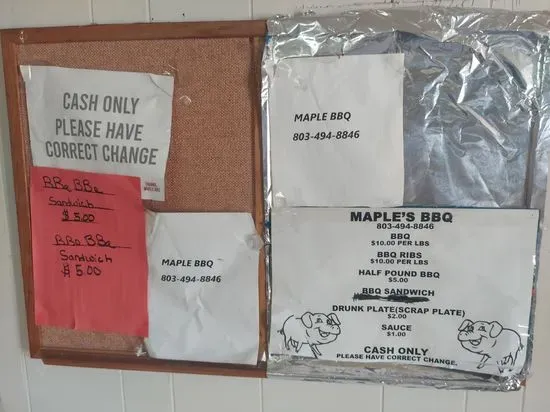 CASH ONLY
PLEASE HAVE
CORRECT CHANGE
BBQ BBQ
Sandwich
$5.00
BBQ BBQ
Sandwich
$5.00
MAPLE BBQ
803-494-8846
MAPLE BBQ
803-494-8846
MAPLE'S BBQ
803-494-8846
BBQ
$10.00 PER LBS
BBQ RIBS
$10.00 PER LBS
HALF POUND BBQ
$5.00
BBQ SANDWICH
DRUNK PLATE(SCRAP PLATE)
$2.00
SAUCE
$1.00
CASH ONLY
PLEASE HAVE CORRECT CHANGE.